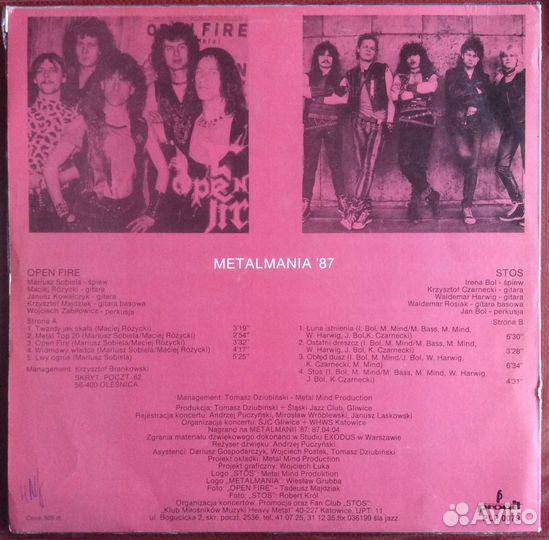 OPEN FIRE
METALMANIA '87
OPEN FIRE
Mariusz Sobiela - śpiew
Maciej Różycki - gitara
Janusz Kowalczyk - gitara
Krzysztof Majdziak - gitara basowa
Wojciech Zabiłowicz - perkusja
Strona A
1. Twardy jak skała (Maciej Różycki) 3'19"
2. Metal Top 20 (Mariusz Sobiela/Maciej Różycki) 2'54"
3. Open Fire (Mariusz Sobiela/Maciej Różycki) 3'32"
4. Widmowy władca (Mariusz Sobiela/Maciej Różycki) 4'17"
5. Lwy ognia (Mariusz Sobiela) 5'25"
Management: Krzysztof Brankowski
SKRYT. POCZT. 62
56-400 OLEŚNICA
STOS
Irena Bol - śpiew
Krzysztof Czarnecki - gitara
Waldemar Harwig - gitara
Waldemar Rosiak - gitara basowa
Jan Bol - perkusja
Strona B
1. Luna istnienia (I. Bol, M. Mind/M. Bass, M. Mind,
W. Harwig, J. Bol, K. Czarnecki) 6'30"
2. Ostatni dreszcz (I. Bol, M. Mind/M. Bass, M. Mind,
W. Harwig, J. Bol) 3'28"
3. Obłęd dusz (I. Bol, M. Mind/J. Bol, W. Harwig,
K. Czarnecki, M. Mind) 6'34"
4. Stos (I. Bol, M. Mind/M. Bass, M. Mind, W. Harwig,
J. Bol, K. Czarnecki) 4'31"
Management: Tomasz Dziubiński - Metal Mind Production
Produkcja: Tomasz Dziubiński + Śląski Jazz Club, Gliwice
Rejestracja koncertu: Andrzej Puczyński, Mirosław Wróblewski, Janusz Laskowski
Organizacja koncertu: ŚJC Gliwice + WHWS Katowice
Nagrano na METALMANII '87: 87.04.04
Zgrania materiału dźwiękowego dokonano w Studiu EXODUS w Warszawie
Reżyser dźwięku: Andrzej Puczyński
Asystenci: Dariusz Gospodarczyk, Wojciech Postek, Tomasz Dziubiński
Projekt okładki: Metal Mind Production
Projekt graficzny: Wojciech Łuka
Logo „STOS": Metal Mind Produktion
Logo „METALMANIA": Wiesław Grubba
Foto: „OPEN FIRE" - Tadeusz Majdziak
Foto: „STOS": Robert Król
Organizacja koncertów. Promocja oraz Fan Club „STOS":
„Klub Miłośników Muzyki Heavy Metal" 40-227 Katowice, UPT. 11
ul. Bogucicka 2, skr. poczt. 2536, tel. 41 07 25, 31 12 35 tlx 036199 śla jazz.
pronit
Avito